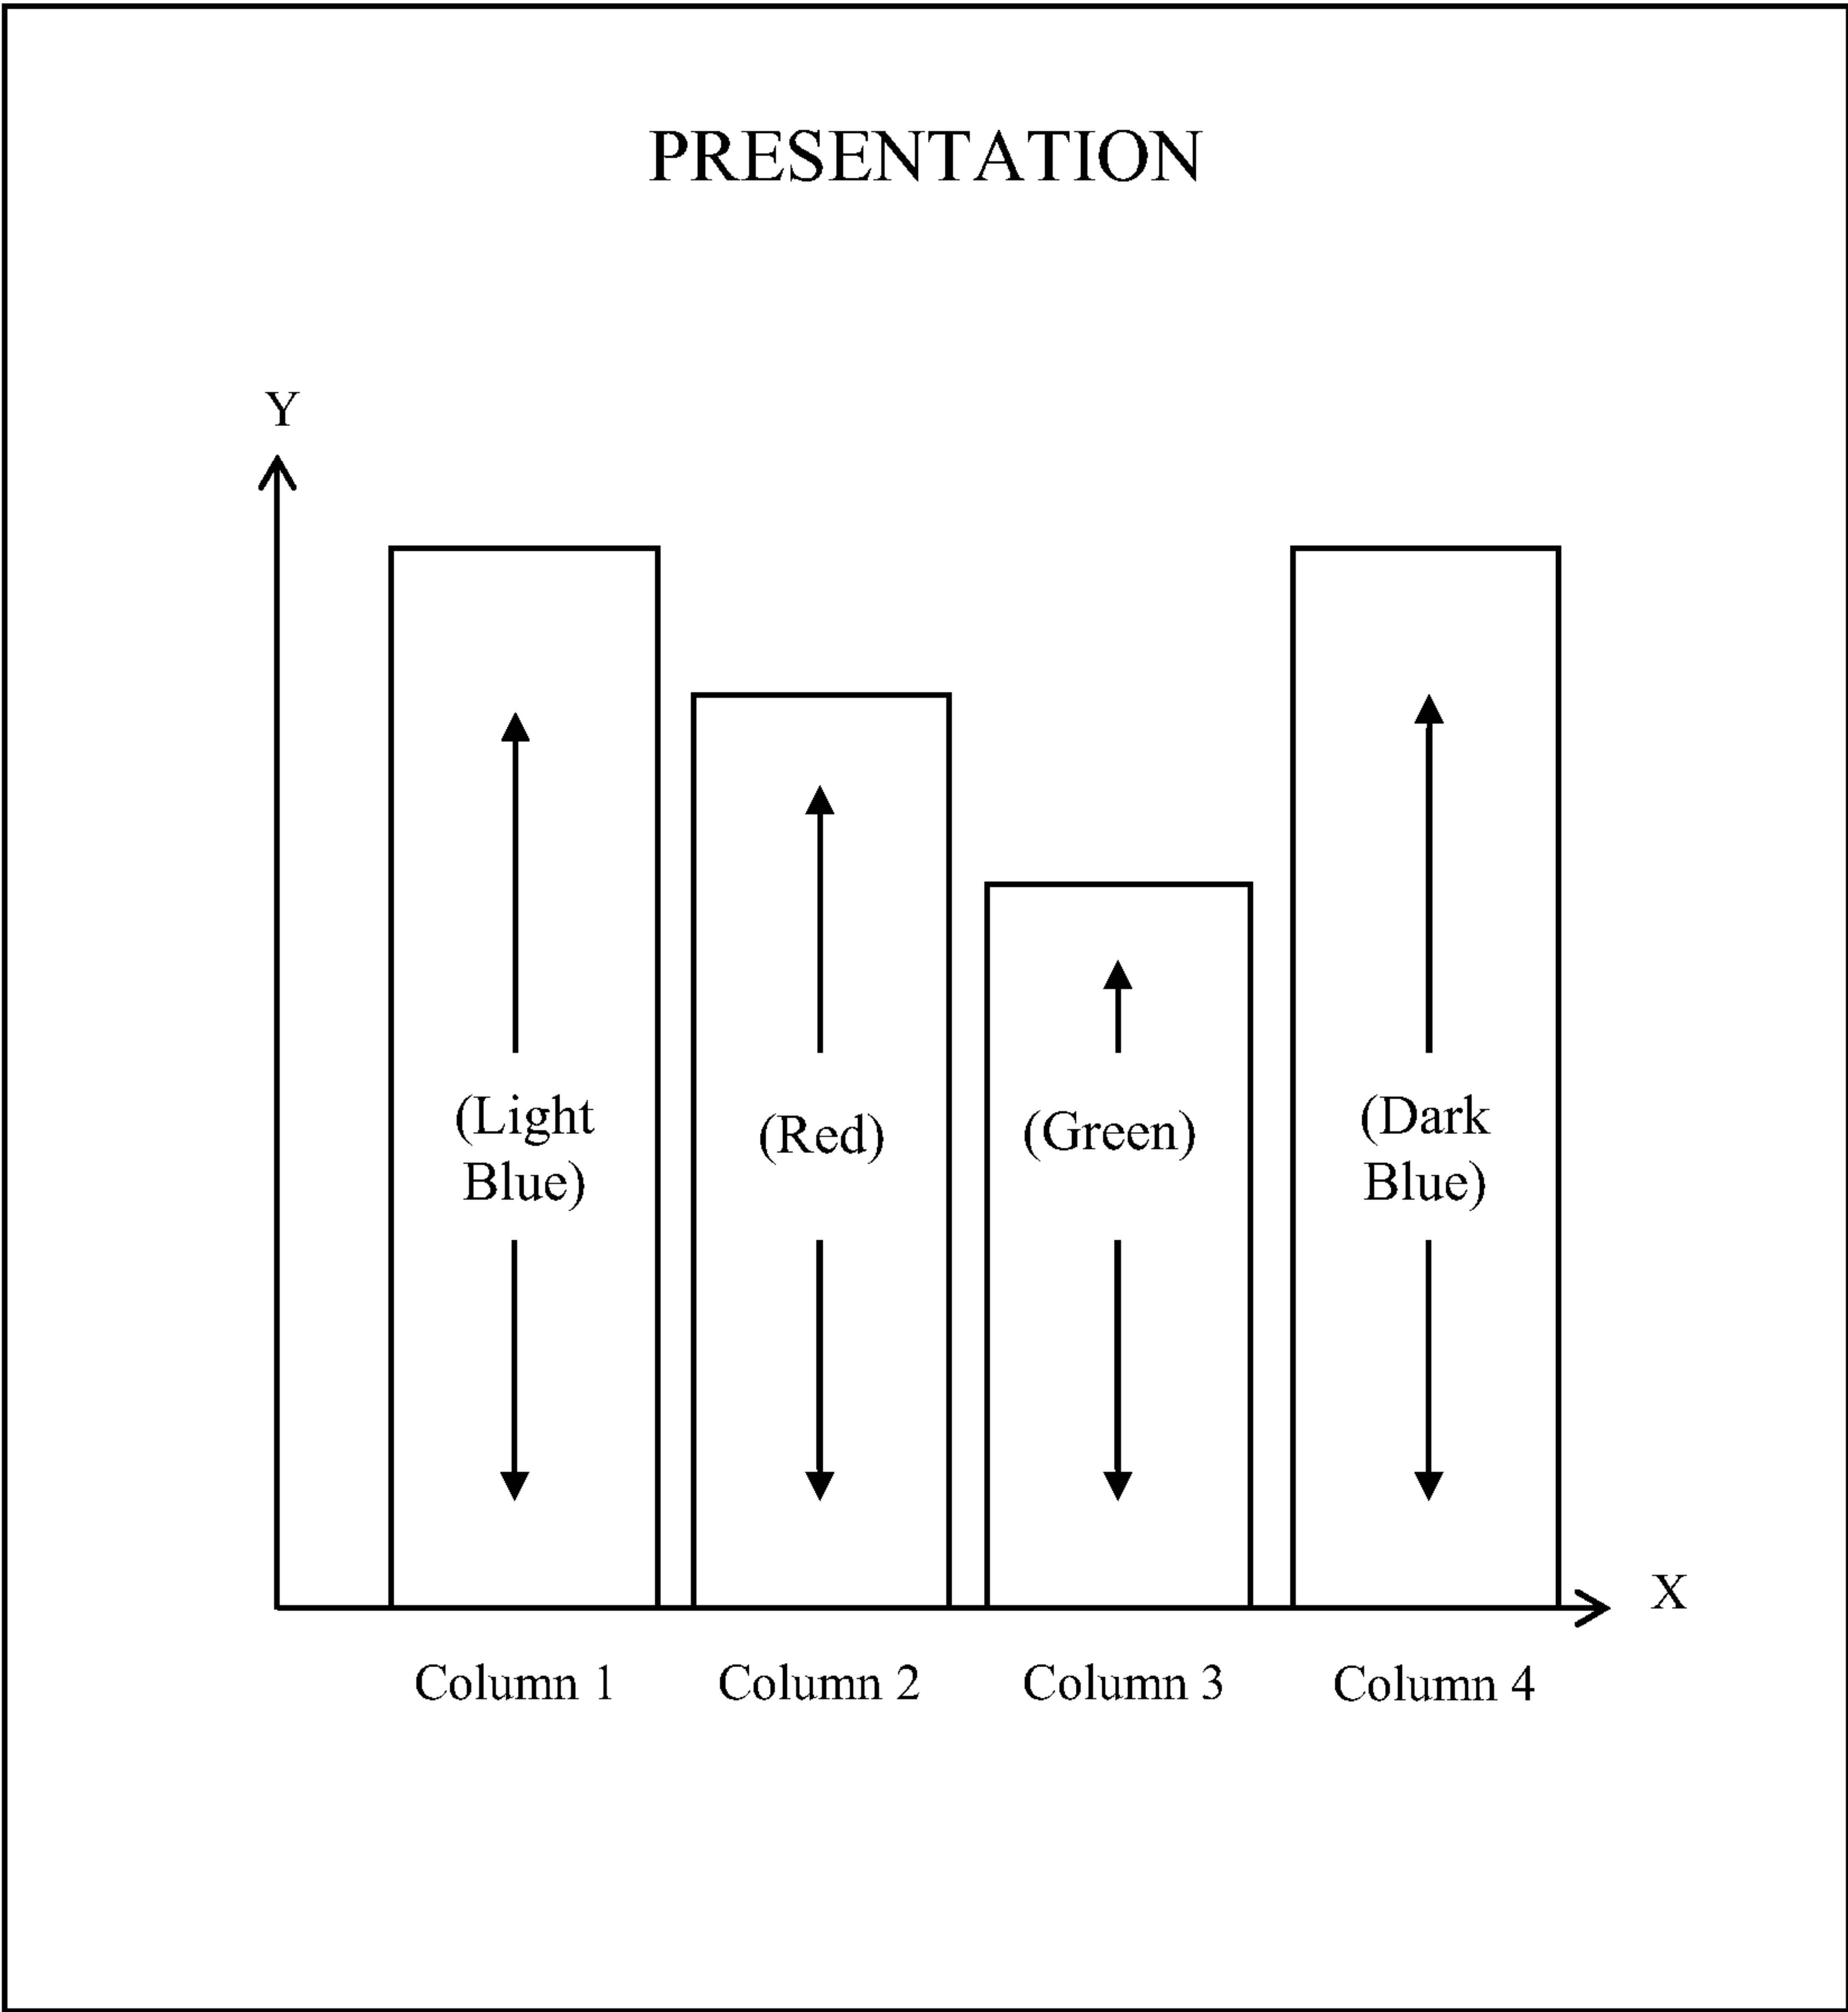 PRESENTATION
Y
(Light
Blue)
(Red)
(Green)
(Dark
Blue)
X
Column 1
Column 2
Column 3
Column 4